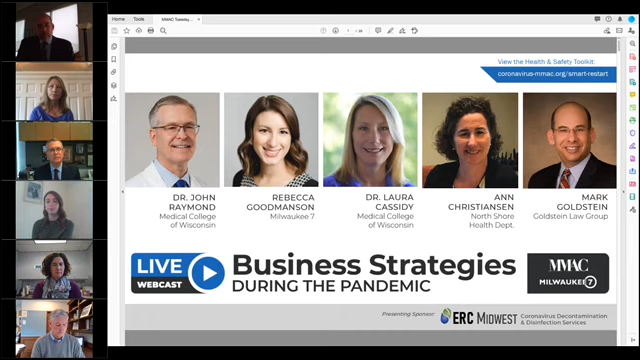 Home Tools MMAC Tuesday... ×
1 / 26
View the Health & Safety Toolkit:
coronavirus-mmac.org/smart-restart
DR. JOHN
RAYMOND
Medical College
of Wisconsin
REBECCA
GOODMANSON
Milwaukee 7
DR. LAURA
CASSIDY
Medical College
of Wisconsin
ANN
CHRISTIANSEN
North Shore
Health Dept.
MARK
GOLDSTEIN
Goldstein Law Group
LIVE
WEBCAST
Business Strategies
DURING THE PANDEMIC
MMAC
MILWAUKEE 7
Presenting Sponsor:
ERC MIDWEST
Coronavirus Decontamination
& Disinfection Services